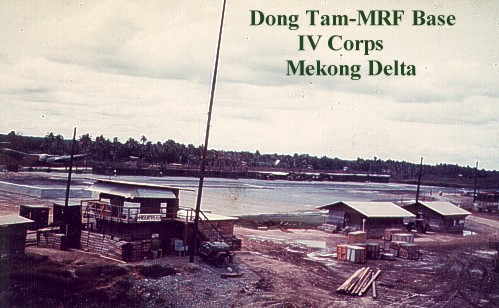 Dong Tam-MRF Base
IV Corps
Mekong Delta